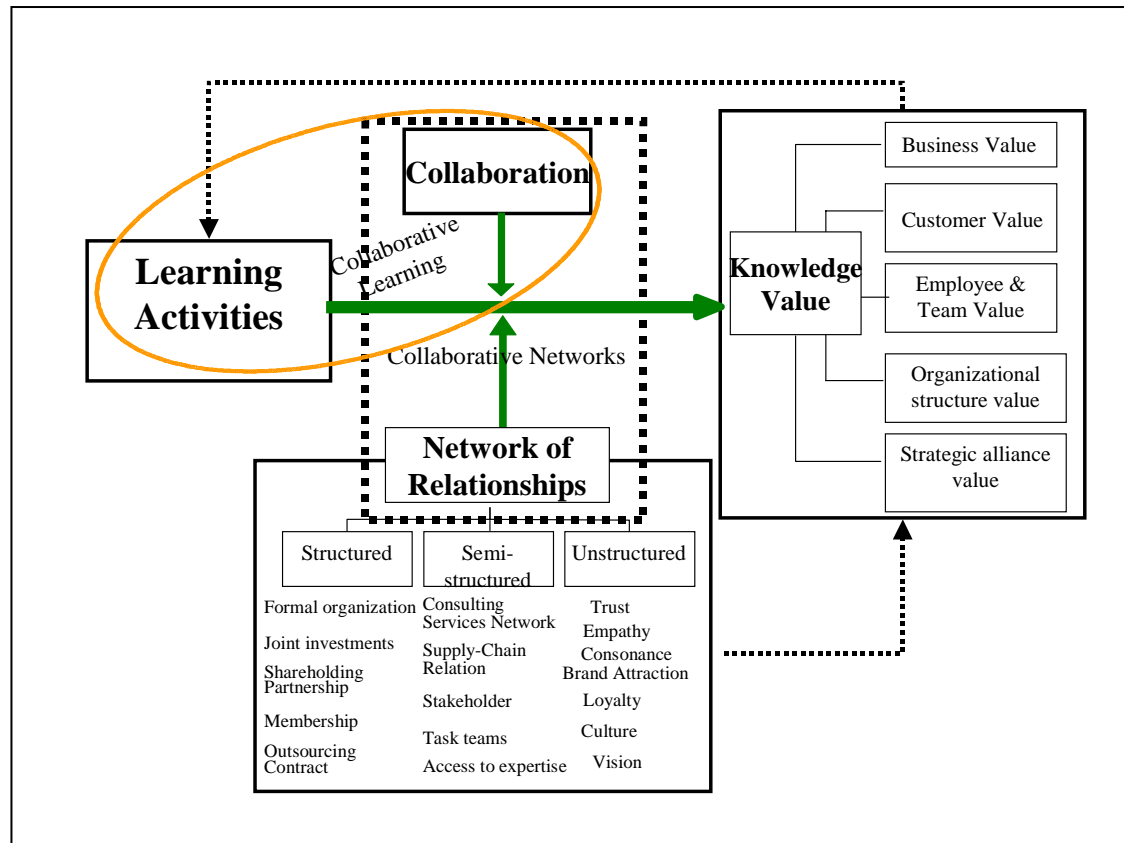 Collaboration
Collaborative
Learning
Learning
Activities
Collaborative Networks
Knowledge
Value
Business Value
Customer Value
Employee &
Team Value
Organizational
structure value
Strategic alliance
value
Network of
Relationships
Structured
Semi-
structured
Unstructured
Formal organization
Joint investments
Shareholding
Partnership
Membership
Outsourcing
Contract
Consulting
Services Network
Supply-Chain
Relation
Stakeholder
Task teams
Access to expertise
Trust
Empathy
Consonance
Brand Attraction
Loyalty
Culture
Vision